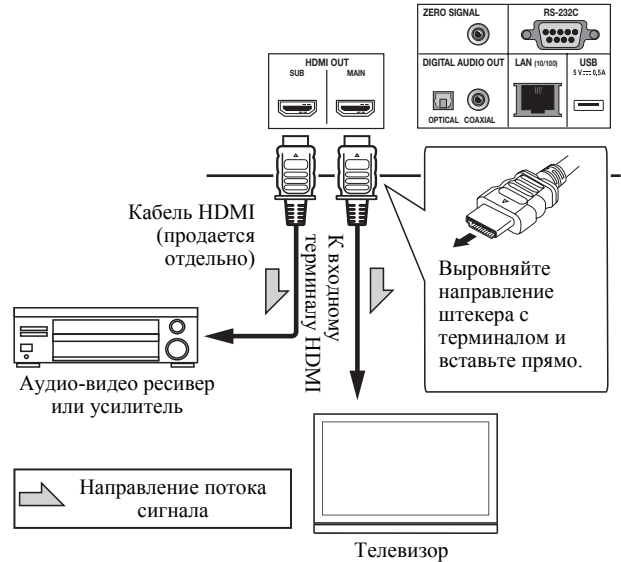 ZERO SIGNAL
RS-232C
HDMI OUT
SUB
MAIN
DIGITAL AUDIO OUT
OPTICAL
COAXIAL
LAN (10/100)
USB
5 V⎓ 0,5A
Кабель HDMI
(продается
отдельно)
К входному
терминалу HDMI
Выровняйте
направление
штекера с
терминалом и
вставьте прямо.
Аудио-видео ресивер
или усилитель
Направление потока
сигнала
Телевизор